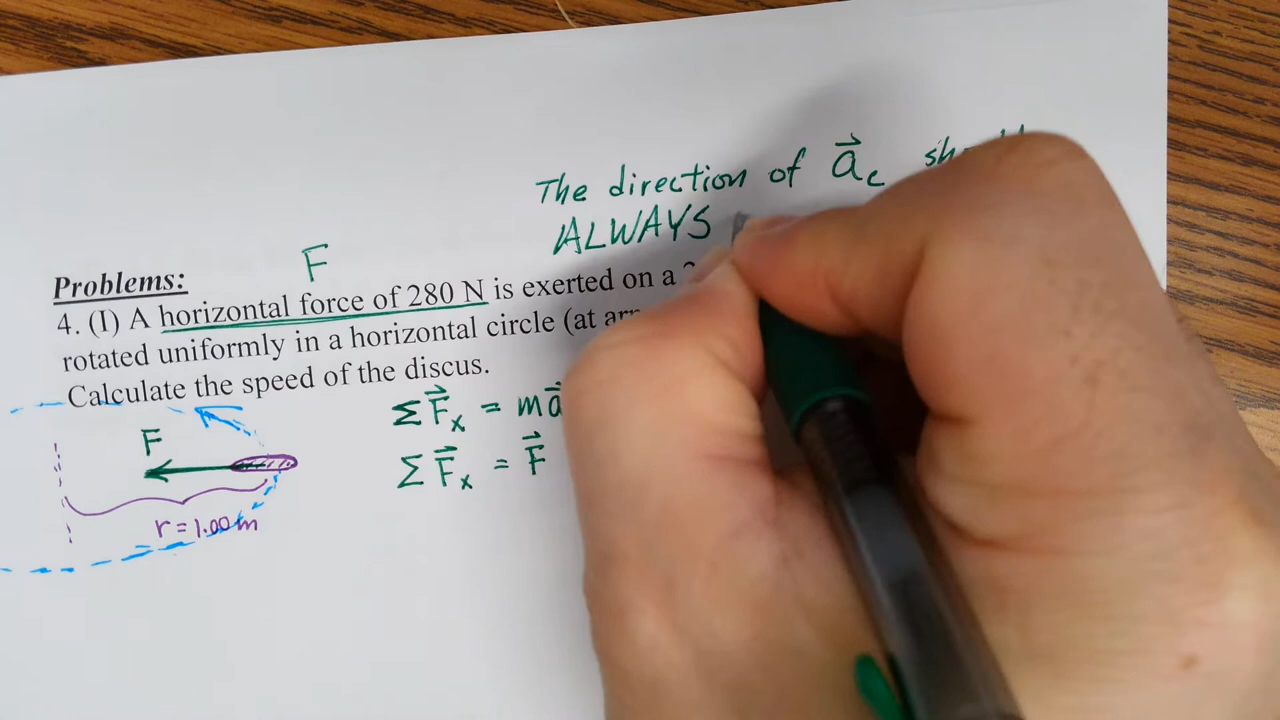 The direction of a⃗c
ALWAYS
F
Problems:
4. (I) A horizontal force of 280 N is exerted on a
rotated uniformly in a horizontal circle (at
Calculate the speed of the discus.
ΣF⃗x = ma⃗
ΣF⃗x = F⃗
F
r=1.00m